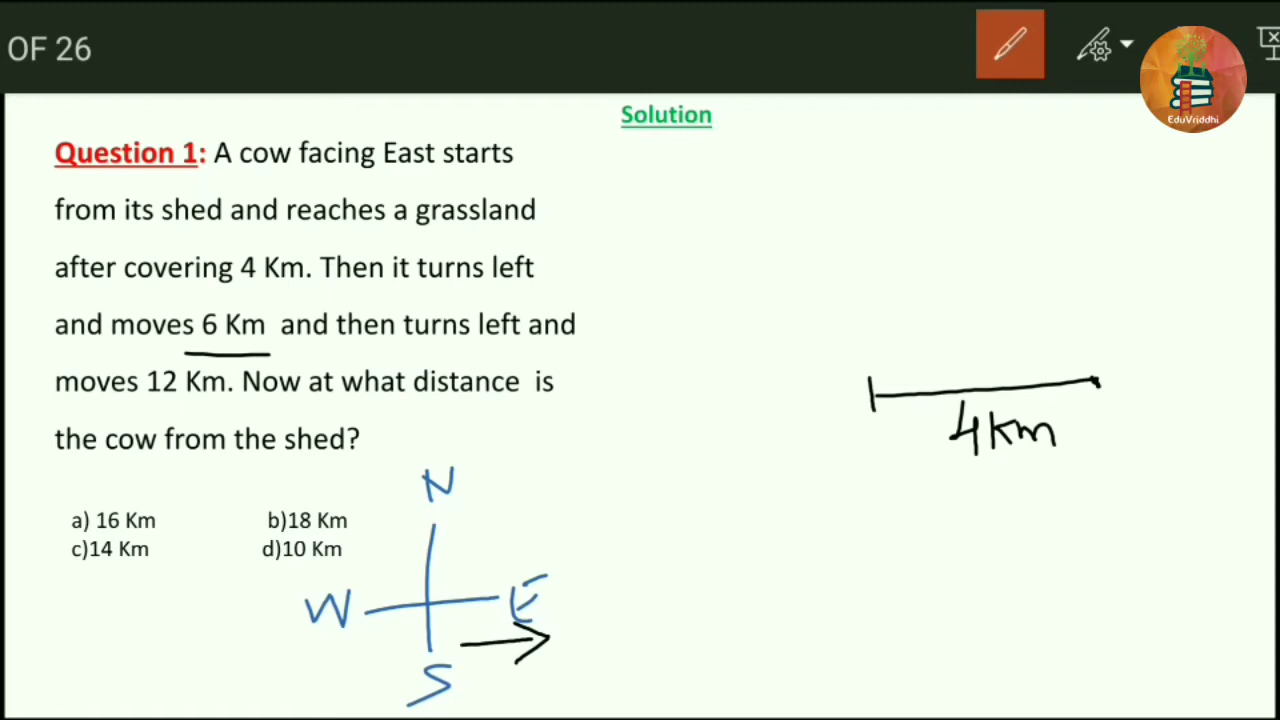 OF 26
EduVriddhi
Solution
Question 1: A cow facing East starts
from its shed and reaches a grassland
after covering 4 Km. Then it turns left
and moves 6 Km and then turns left and
moves 12 Km. Now at what distance is
the cow from the shed?
4km
a) 16 Km b)18 Km
c)14 Km d)10 Km
N
W E
S